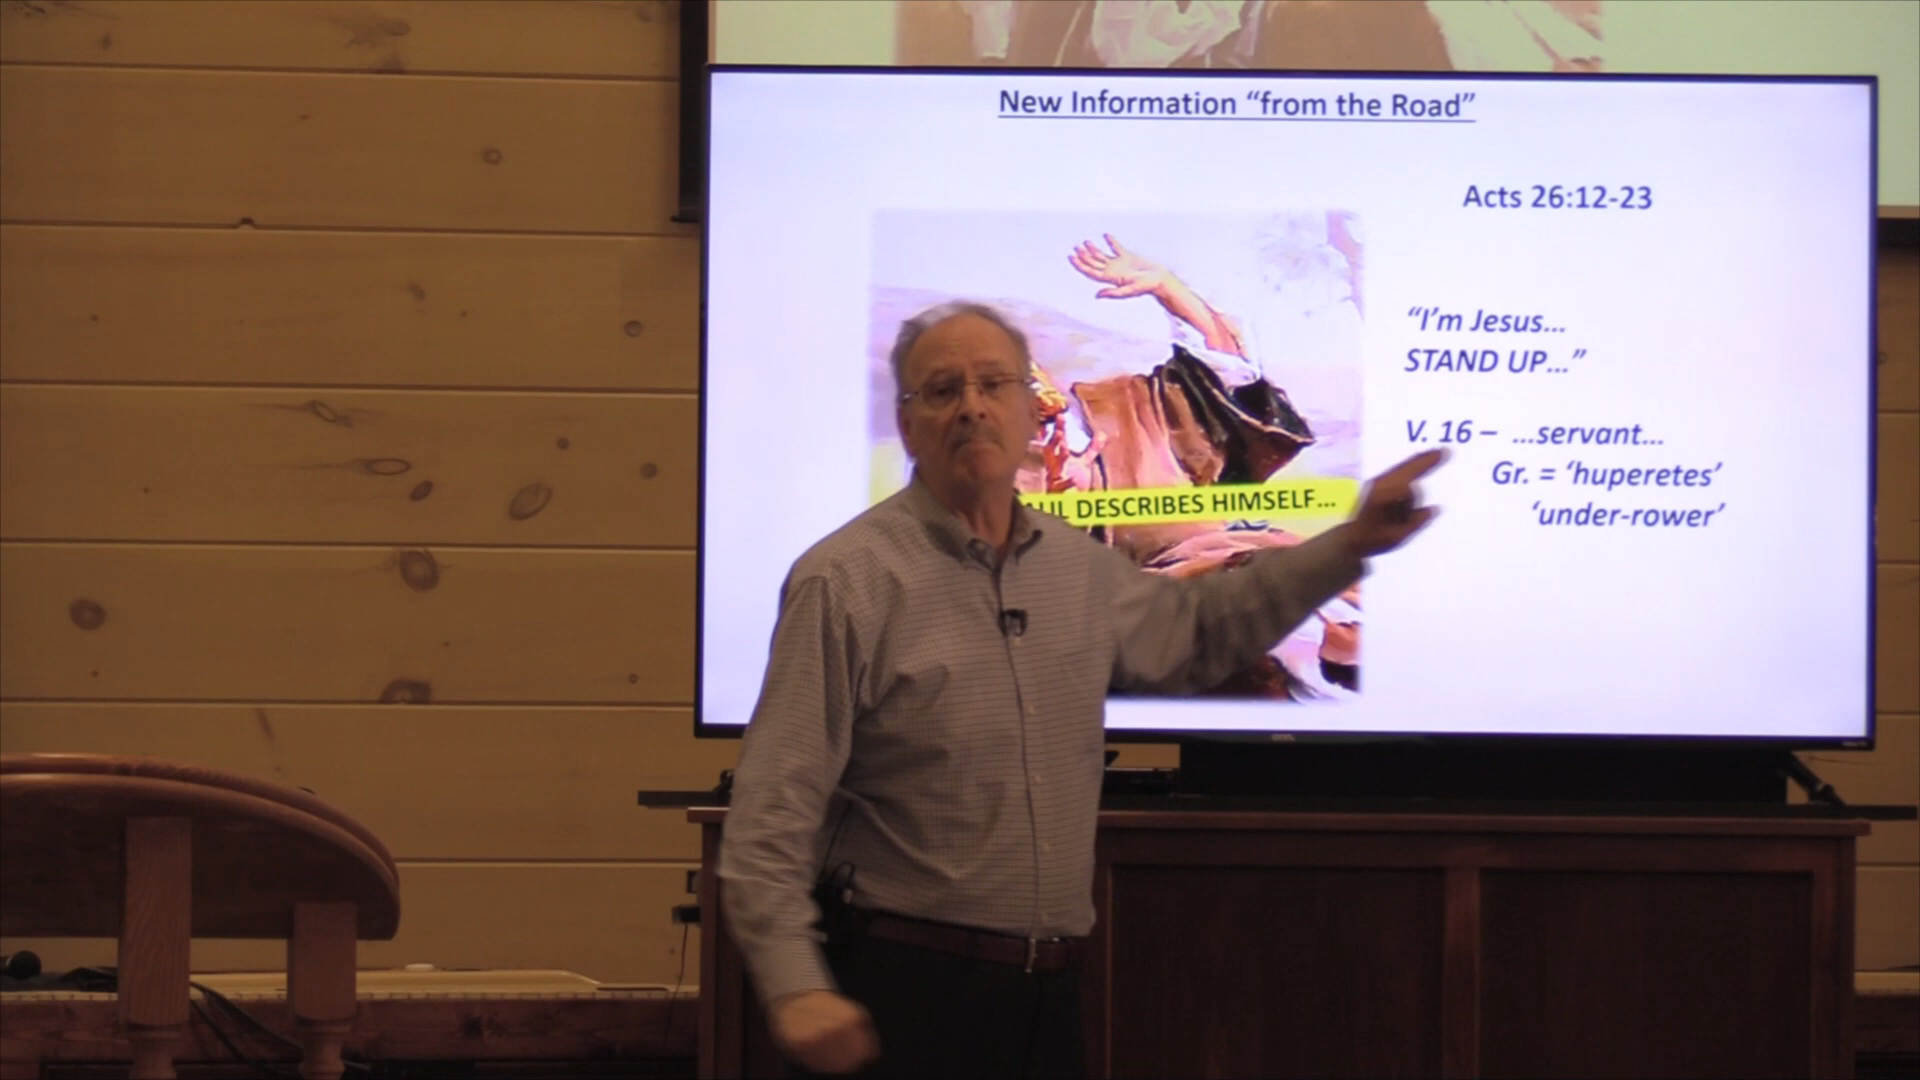 New Information “from the Road”
Acts 26:12-23
“I’m Jesus...
STAND UP...”
V. 16 – ...servant...
Gr. = ‘huperetes’
‘under-rower’
DESCRIBES HIMSELF...